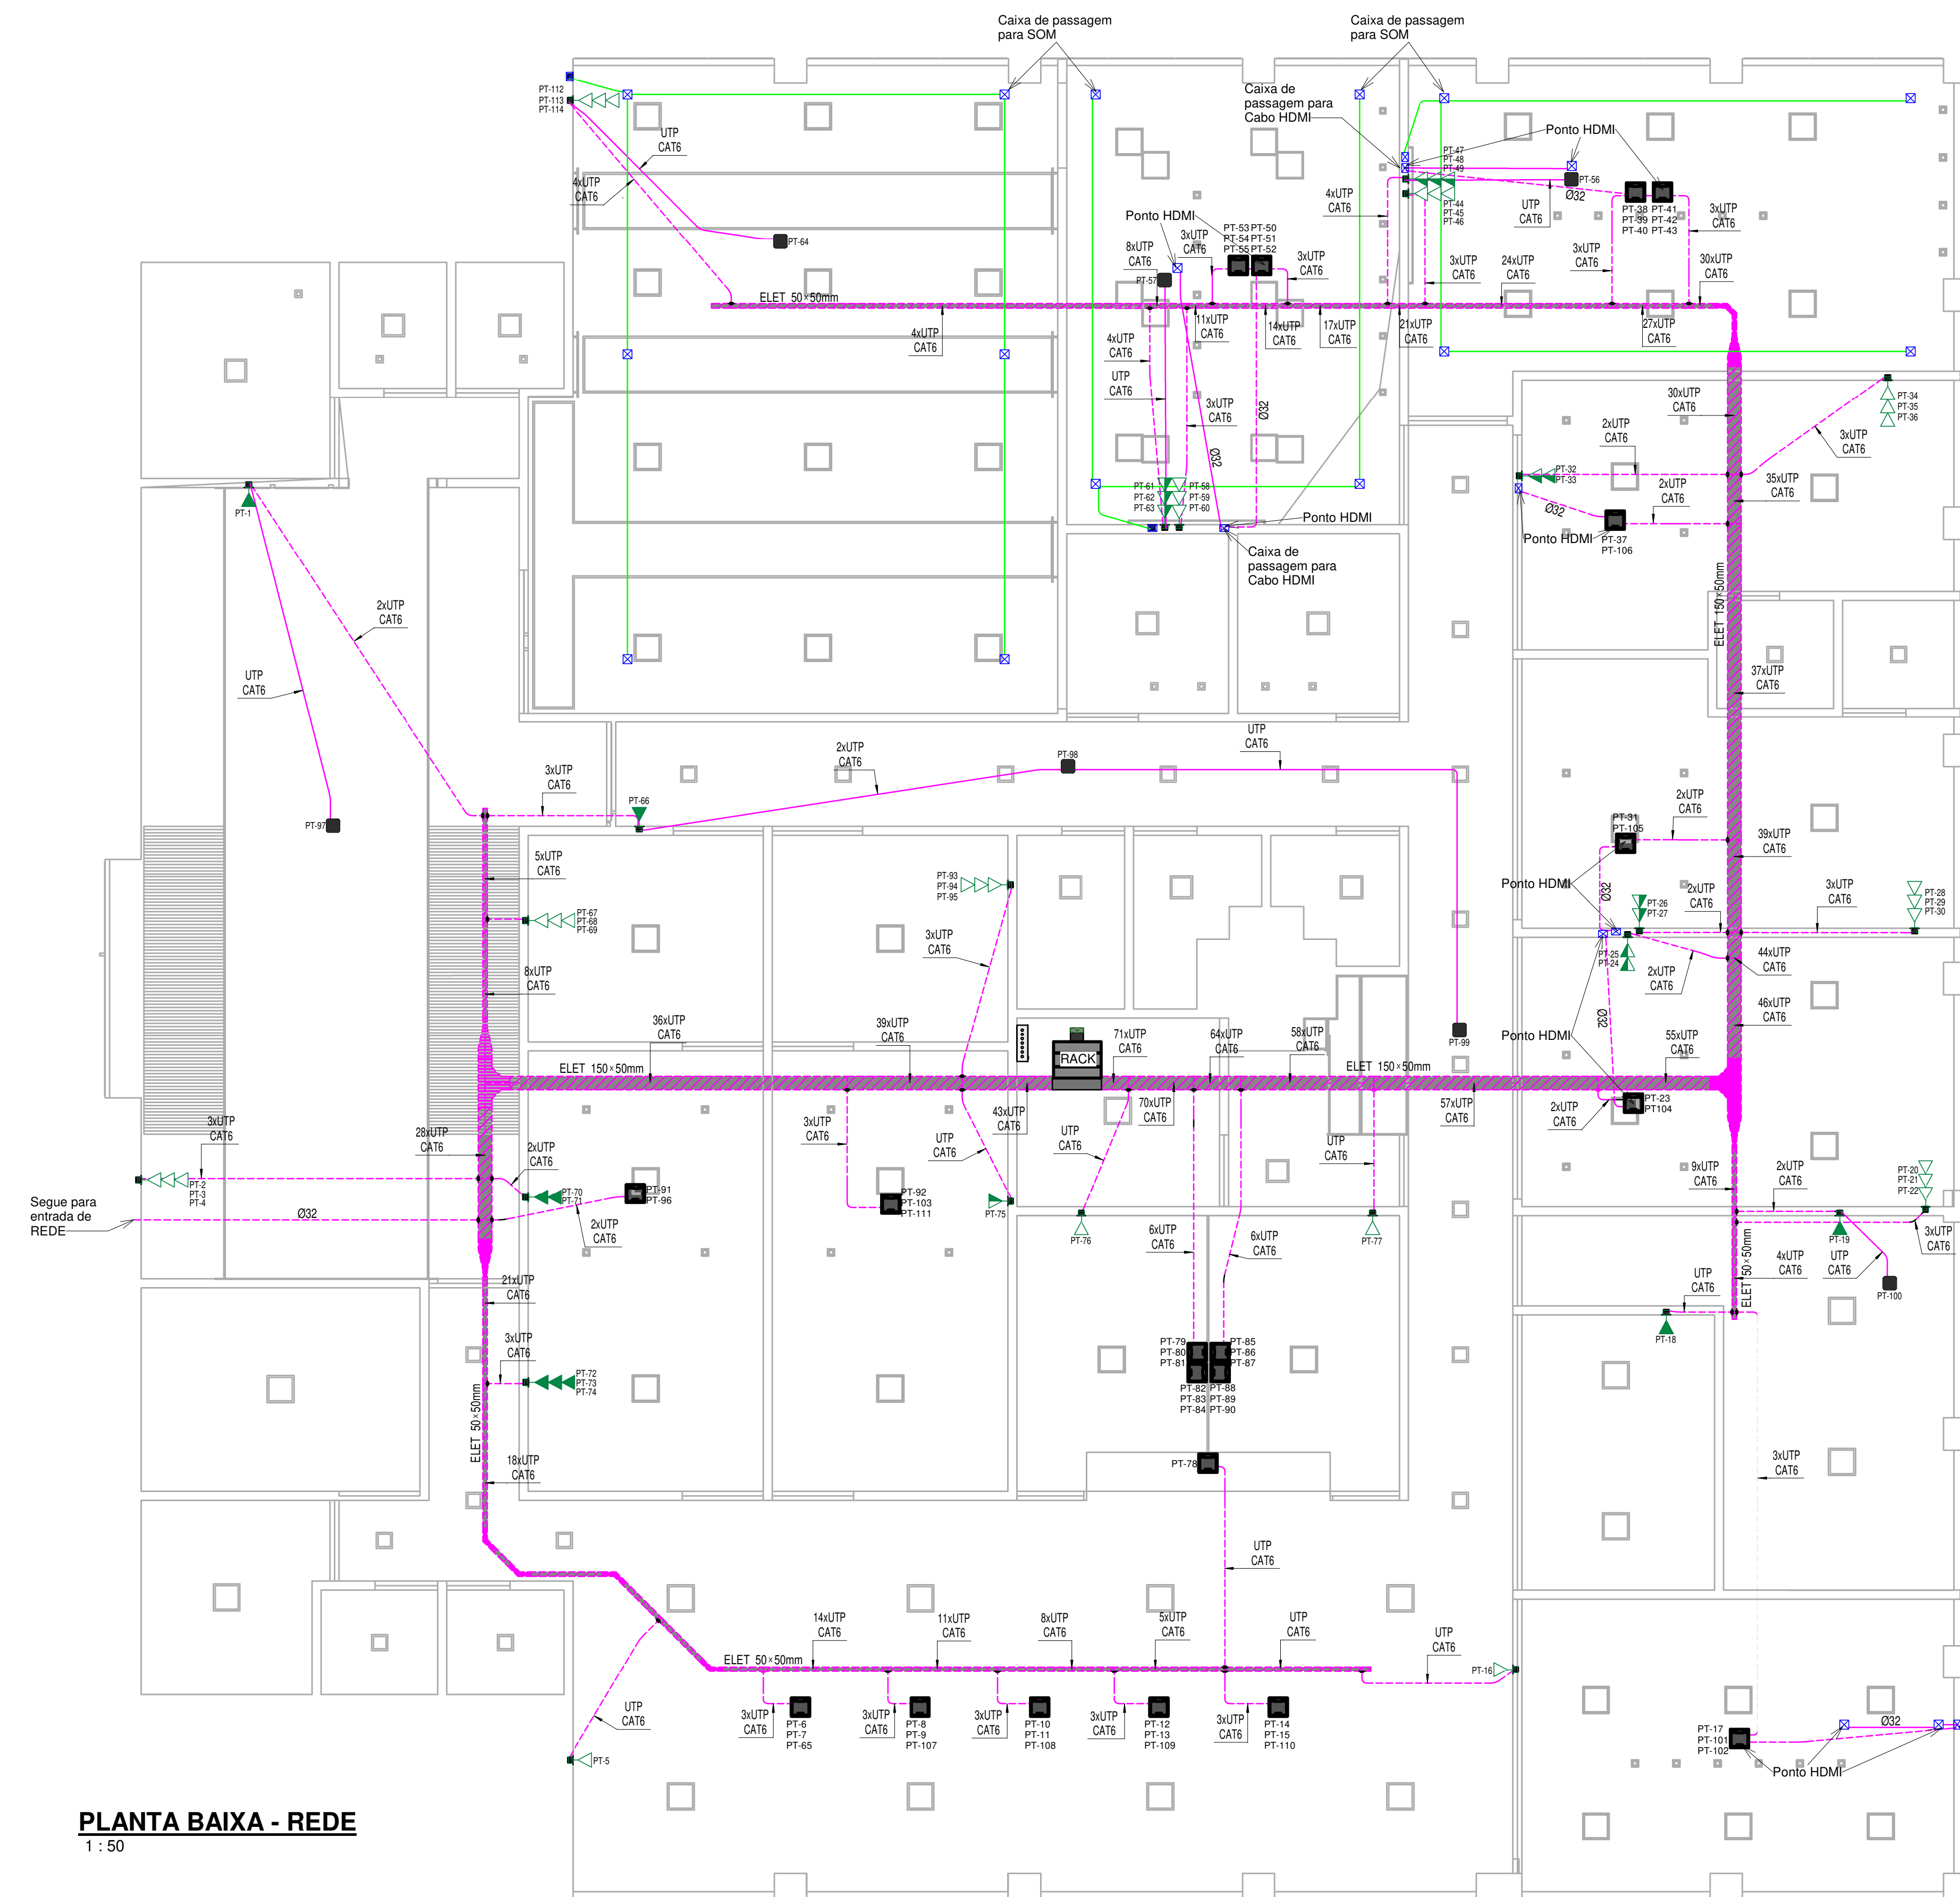 Caixa de passagem
para SOM
Caixa de passagem
para SOM
PT-112
PT-113
PT-114
UTP
CAT6
4xUTP
CAT6
PT-64
ELET 50×50mm
4xUTP
CAT6
Caixa de
passagem para
Cabo HDMI
Ponto HDMI
PT-47
PT-48
PT-49
PT-44
PT-45
PT-46
PT-56
Ø32
4xUTP
CAT6
UTP
CAT6
PT-38
PT-39
PT-40
PT-41
PT-42
PT-43
3xUTP
CAT6
3xUTP
CAT6
3xUTP
CAT6
24xUTP
CAT6
30xUTP
CAT6
27xUTP
CAT6
21xUTP
CAT6
17xUTP
CAT6
14xUTP
CAT6
11xUTP
CAT6
Ponto HDMI
PT-53
PT-54
PT-55
PT-50
PT-51
PT-52
8xUTP
CAT6
3xUTP
CAT6
3xUTP
CAT6
PT-57
4xUTP
CAT6
UTP
CAT6
3xUTP
CAT6
Ø32
Ø32
PT-61
PT-62
PT-63
PT-58
PT-59
PT-60
Ponto HDMI
Caixa de
passagem para
Cabo HDMI
30xUTP
CAT6
PT-34
PT-35
PT-36
3xUTP
CAT6
2xUTP
CAT6
PT-32
PT-33
2xUTP
CAT6
35xUTP
CAT6
Ø32
Ponto HDMI
PT-37
PT-106
ELET 150×50mm
37xUTP
CAT6
PT-1
2xUTP
CAT6
UTP
CAT6
PT-97
3xUTP
CAT6
PT-66
2xUTP
CAT6
PT-98
UTP
CAT6
PT-99
5xUTP
CAT6
PT-67
PT-68
PT-69
8xUTP
CAT6
PT-93
PT-94
PT-95
3xUTP
CAT6
PT-31
PT-105
2xUTP
CAT6
39xUTP
CAT6
Ponto HDMI
Ø32
PT-26
PT-27
2xUTP
CAT6
3xUTP
CAT6
PT-28
PT-29
PT-30
PT-25
PT-24
2xUTP
CAT6
44xUTP
CAT6
46xUTP
CAT6
Ø32
Ponto HDMI
55xUTP
CAT6
36xUTP
CAT6
39xUTP
CAT6
RACK
71xUTP
CAT6
64xUTP
CAT6
58xUTP
CAT6
ELET 150×50mm
ELET 150×50mm
43xUTP
CAT6
70xUTP
CAT6
57xUTP
CAT6
2xUTP
CAT6
PT-23
PT104
3xUTP
CAT6
28xUTP
CAT6
2xUTP
CAT6
PT-2
PT-3
PT-4
PT-70
PT-71
PT-91
PT-96
2xUTP
CAT6
Segue para
entrada de
REDE
Ø32
3xUTP
CAT6
PT-92
PT-103
PT-111
UTP
CAT6
PT-75
UTP
CAT6
PT-76
UTP
CAT6
PT-77
6xUTP
CAT6
6xUTP
CAT6
9xUTP
CAT6
2xUTP
CAT6
PT-20
PT-21
PT-22
PT-19
3xUTP
CAT6
4xUTP
CAT6
UTP
CAT6
PT-100
ELET 50×50mm
UTP
CAT6
PT-18
21xUTP
CAT6
3xUTP
CAT6
PT-72
PT-73
PT-74
ELET 50×50mm
18xUTP
CAT6
PT-79
PT-80
PT-81
PT-85
PT-86
PT-87
PT-82
PT-83
PT-84
PT-88
PT-89
PT-90
PT-78
3xUTP
CAT6
UTP
CAT6
14xUTP
CAT6
11xUTP
CAT6
8xUTP
CAT6
5xUTP
CAT6
UTP
CAT6
UTP
CAT6
ELET 50×50mm
PT-16
UTP
CAT6
PT-5
3xUTP
CAT6
PT-6
PT-7
PT-65
3xUTP
CAT6
PT-8
PT-9
PT-107
3xUTP
CAT6
PT-10
PT-11
PT-108
3xUTP
CAT6
PT-12
PT-13
PT-109
3xUTP
CAT6
PT-14
PT-15
PT-110
PT-17
PT-101
PT-102
Ø32
Ponto HDMI
PLANTA BAIXA - REDE
1 : 50